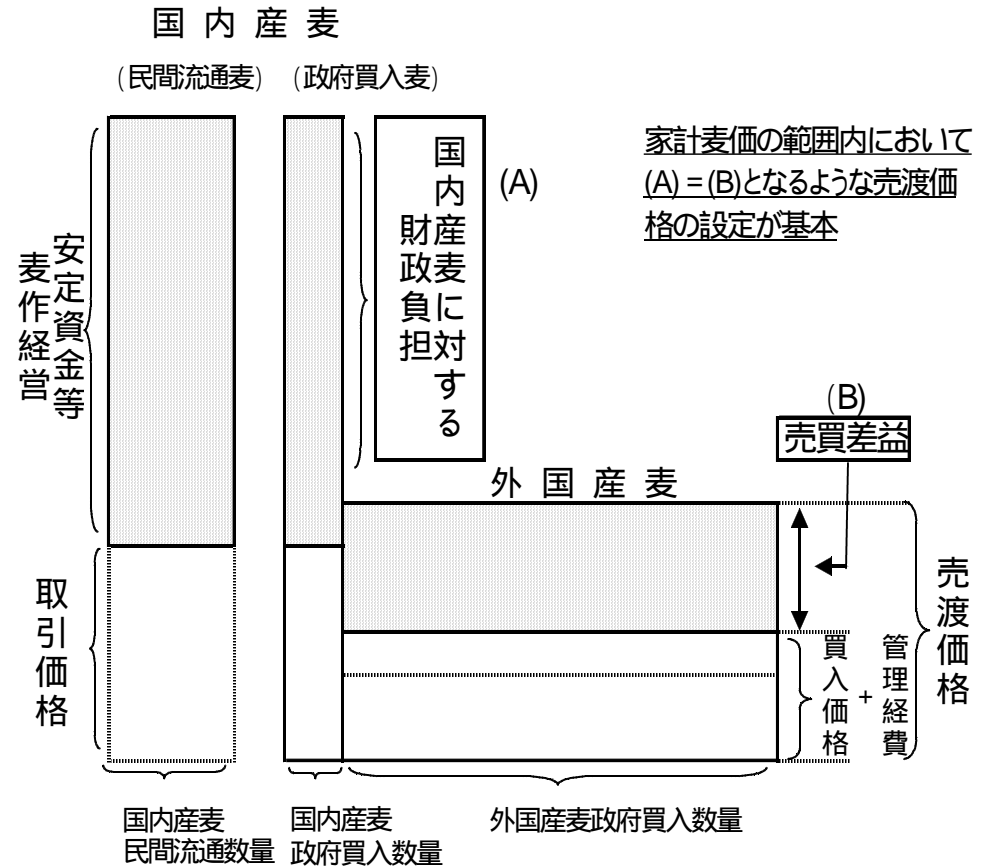 国内産麦
(民間流通麦) (政府買入麦)
家計麦価の範囲内において
(A) = (B)となるような売渡価
格の設定が基本
国内産麦に対する
財政負担
(A)
安定資金等
麦作経営
(B)
売買差益
外国産麦
取引価格
売渡価格
買入価格
+
管理経費
国内産麦
民間流通数量
国内産麦
政府買入数量
外国産麦政府買入数量